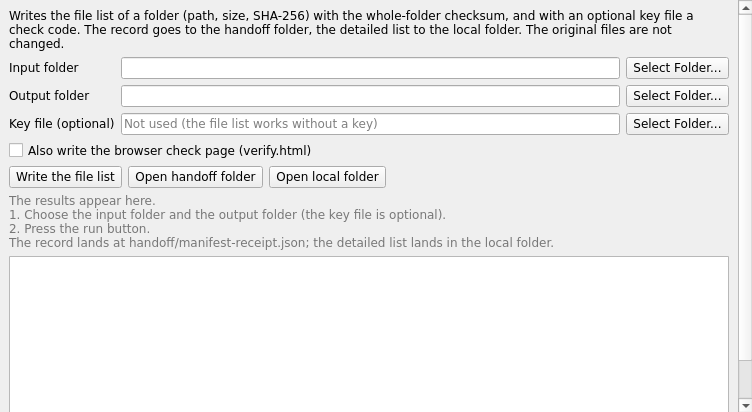 Writes the file list of a folder (path, size, SHA-256) with the whole-folder checksum, and with an optional key file a
check code. The record goes to the handoff folder, the detailed list to the local folder. The original files are not
changed.
Input folder Select Folder...
Output folder Select Folder...
Key file (optional) Not used (the file list works without a key) Select Folder...
Also write the browser check page (verify.html)
Write the file list Open handoff folder Open local folder
The results appear here.
1. Choose the input folder and the output folder (the key file is optional).
2. Press the run button.
The record lands at handoff/manifest-receipt.json; the detailed list lands in the local folder.